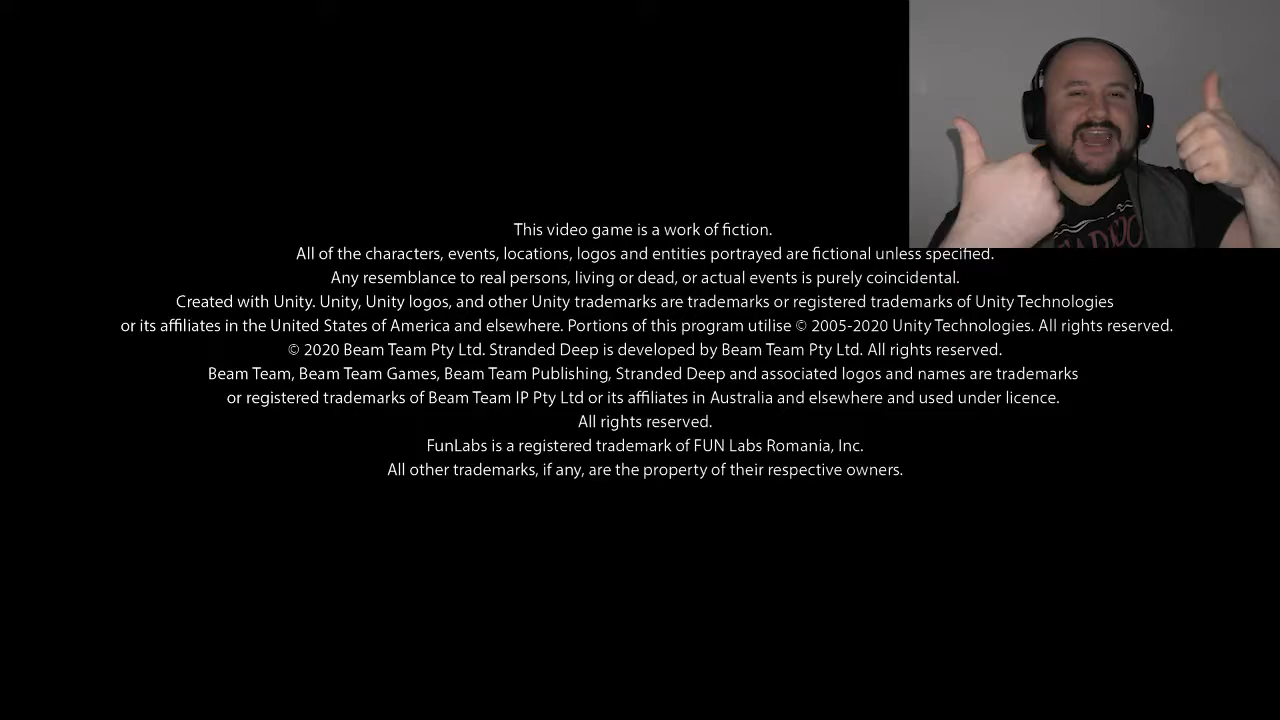 This video game is a work of fiction.
All of the characters, events, locations, logos and entities portrayed are fictional unless specified.
Any resemblance to real persons, living or dead, or actual events is purely coincidental.
Created with Unity. Unity, Unity logos, and other Unity trademarks are trademarks or registered trademarks of Unity Technologies
or its affiliates in the United States of America and elsewhere. Portions of this program utilise © 2005-2020 Unity Technologies. All rights reserved.
© 2020 Beam Team Pty Ltd. Stranded Deep is developed by Beam Team Pty Ltd. All rights reserved.
Beam Team, Beam Team Games, Beam Team Publishing, Stranded Deep and associated logos and names are trademarks
or registered trademarks of Beam Team IP Pty Ltd or its affiliates in Australia and elsewhere and used under licence.
All rights reserved.
FunLabs is a registered trademark of FUN Labs Romania, Inc.
All other trademarks, if any, are the property of their respective owners.